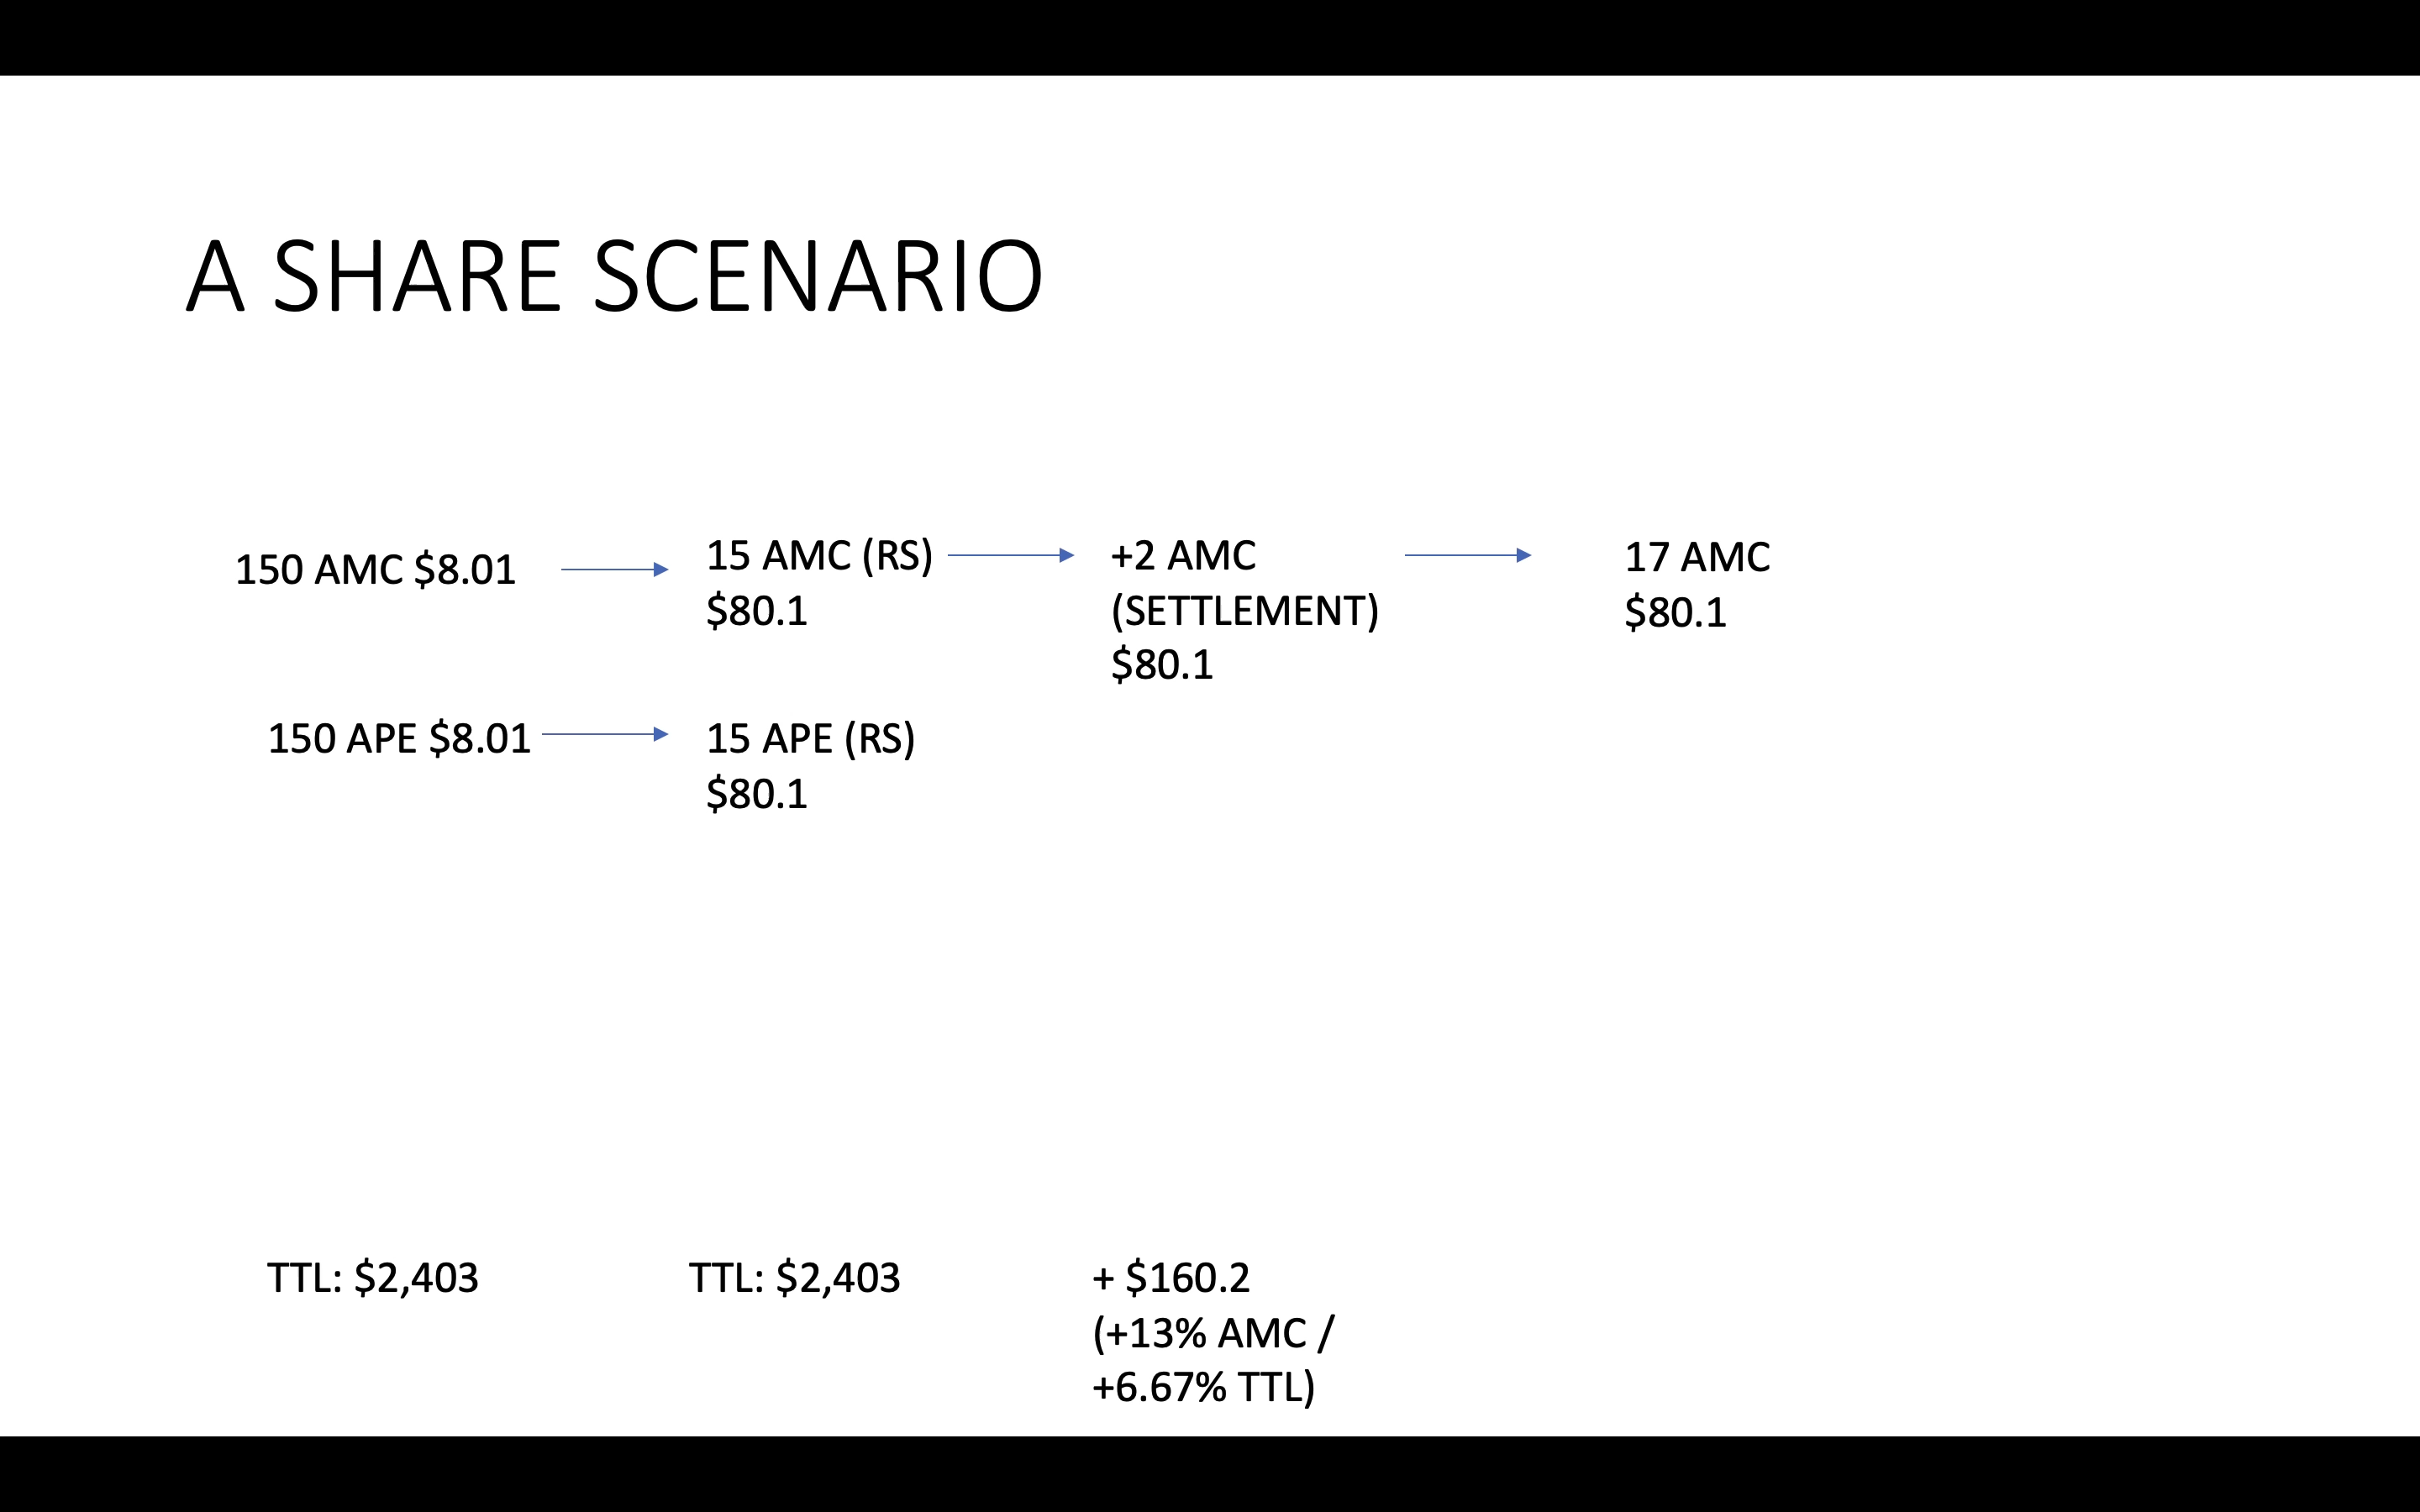 A SHARE SCENARIO
150 AMC $8.01
15 AMC (RS)
$80.1
+2 AMC
(SETTLEMENT)
$80.1
17 AMC
$80.1
150 APE $8.01
15 APE (RS)
$80.1
TTL: $2,403
TTL: $2,403
+ $160.2
(+13% AMC /
+6.67% TTL)